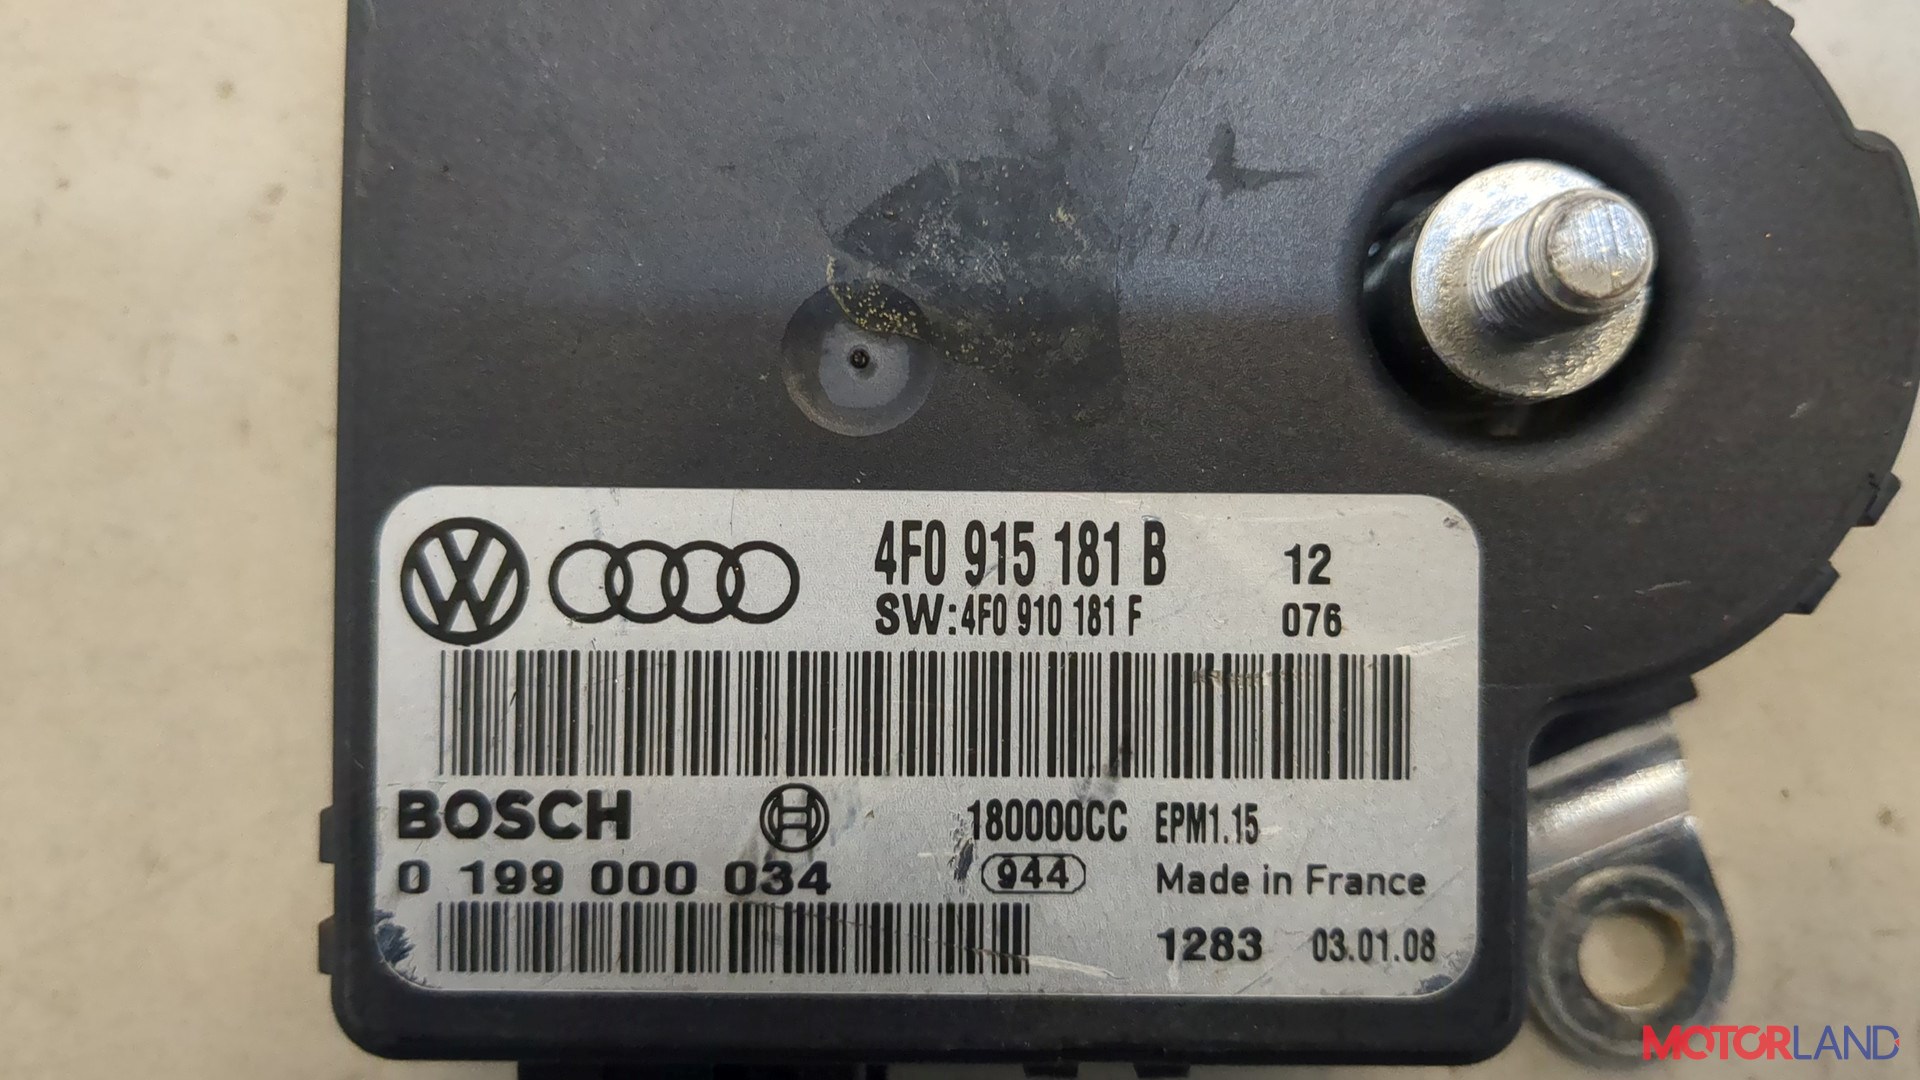 4F0 915 181 B 12
SW:4F0 910 181 F 076
BOSCH 180000CC EPM1.15
0 199 000 034 944 Made in France
1283 03.01.08
MOTORLAND